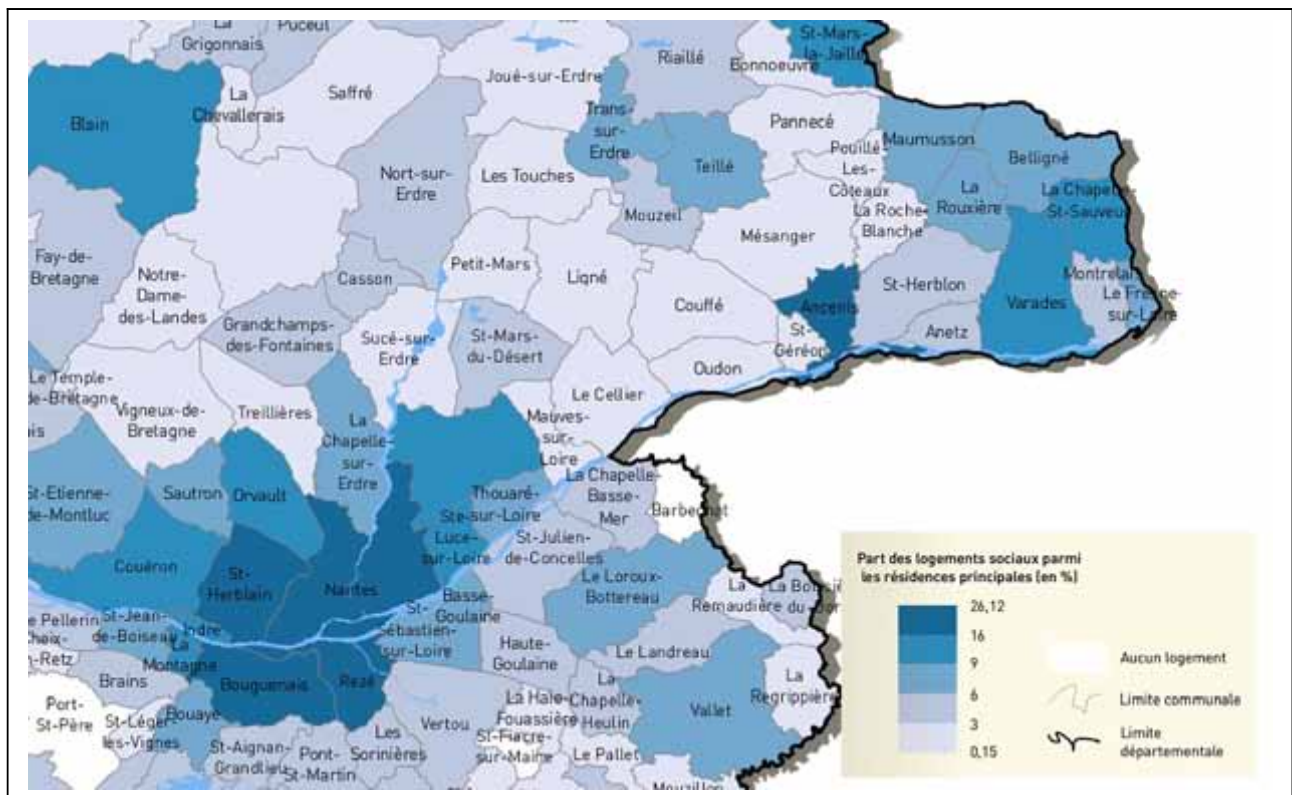 La
Grigonnais
Puceul
St-Mars-
la-Jaille
Riaillé
Bonnoeuvre
Joué-sur-Erdre
La
Chevallerais
Saffré
Blain
Trans-
sur-
Erdre
Pannecé
Maumusson
Pouillé-
Les-
Côteaux
Belligné
Nort-sur-
Erdre
Les Touches
Teillé
La
Rouxière
La Chapelle-
St-Sauveur
Mouzeil
La Roche-
Blanche
Mésanger
Fay-de-
Bretagne
Notre-
Dame-
des-Landes
Casson
Petit-Mars
Ligné
Couffé
Ancenis
St-Herblon
Varades
Montrelais
Le Fresne-
sur-Loire
Grandchamps-
des-Fontaines
Sucé-sur-
Erdre
St-Mars-
du-Désert
St-
Géréon
Anetz
Oudon
Le Temple-
de-Bretagne
Vigneux-de-
Bretagne
Treillières
La
Chapelle-
sur-
Erdre
Le Cellier
Mauves-
sur-
Loire
St-Etienne-
de-Montluc
Sautron
Orvault
Thouaré-
sur-Loire
La Chapelle-
Basse-
Mer
Barbechat
Ste-
Luce-
sur-Loire
St-Julien-
de-Concelles
Couëron
St-
Herblain
Nantes
Le Loroux-
Bottereau
La
Remaudière
La Boissière
du-Doré
Le Pellerin
St-Jean-
de-Boiseau
Indre
La
Montagne
St-
Sébastien-
sur-Loire
Basse-
Goulaine
Haute-
Goulaine
Le Landreau
Brains
Bouguenais
Rezé
La
Chapelle-
Heulin
La
Regrippière
Port-
St-Père
St-Léger-
les-Vignes
Bouaye
Vertou
La Haie-
Fouassière
Vallet
St-Aignan-
Grandlieu
Pont-
St-Martin
Les
Sorinières
St-Fiacre-
sur-Maine
Le Pallet
Mouzillon
Part des logements sociaux parmi
les résidences principales (en %)
26,12
16
9
6
3
0,15
Aucun logement
Limite communale
Limite
départementale